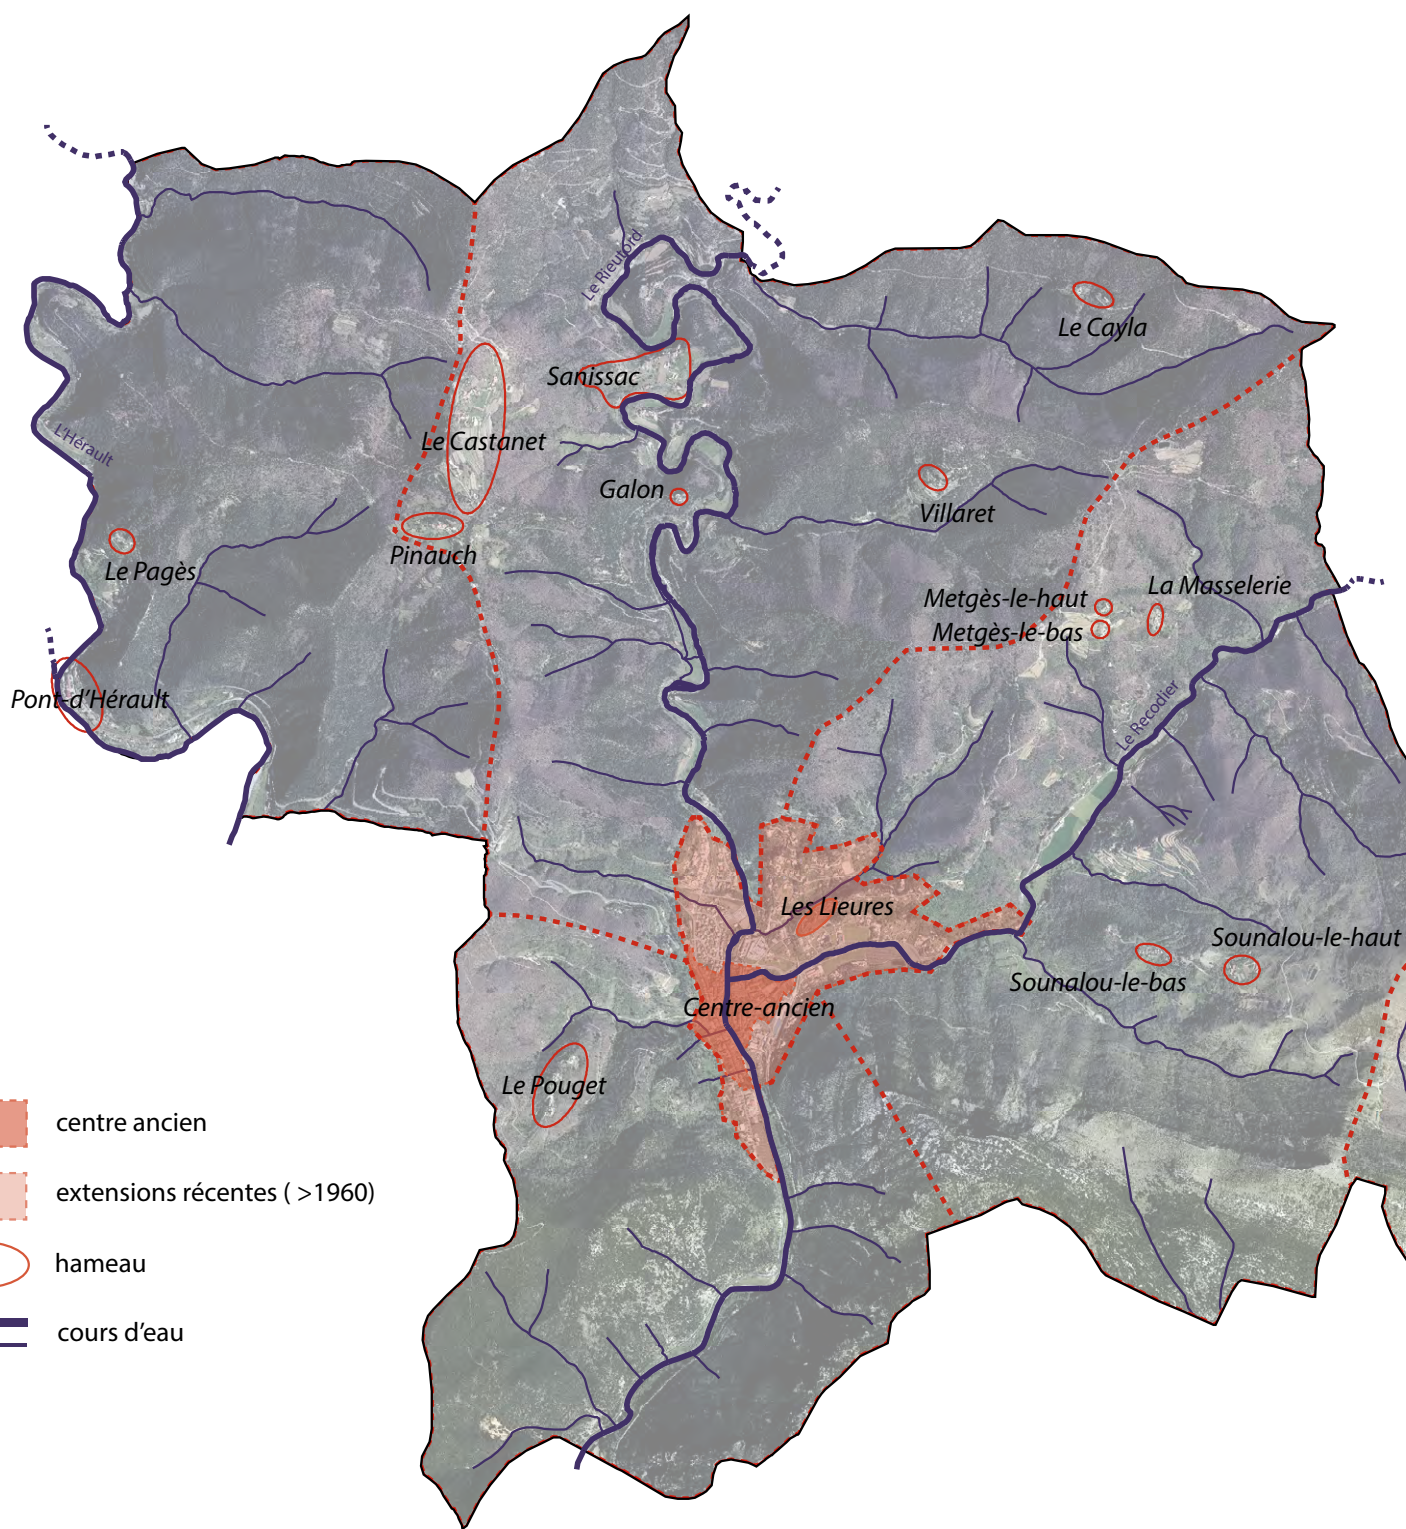 Le Rieutord
Le Cayla
Sanissac
L'Hérault
Le Castanet
Galon
Villaret
Pinauch
Le Pagès
La Masselerie
Metgès-le-haut
Metgès-le-bas
Pont-d'Hérault
Le Recodier
Les Lieures
Sounalou-le-haut
Sounalou-le-bas
Centre-ancien
Le Pouget
centre ancien
extensions récentes ( >1960)
hameau
cours d'eau